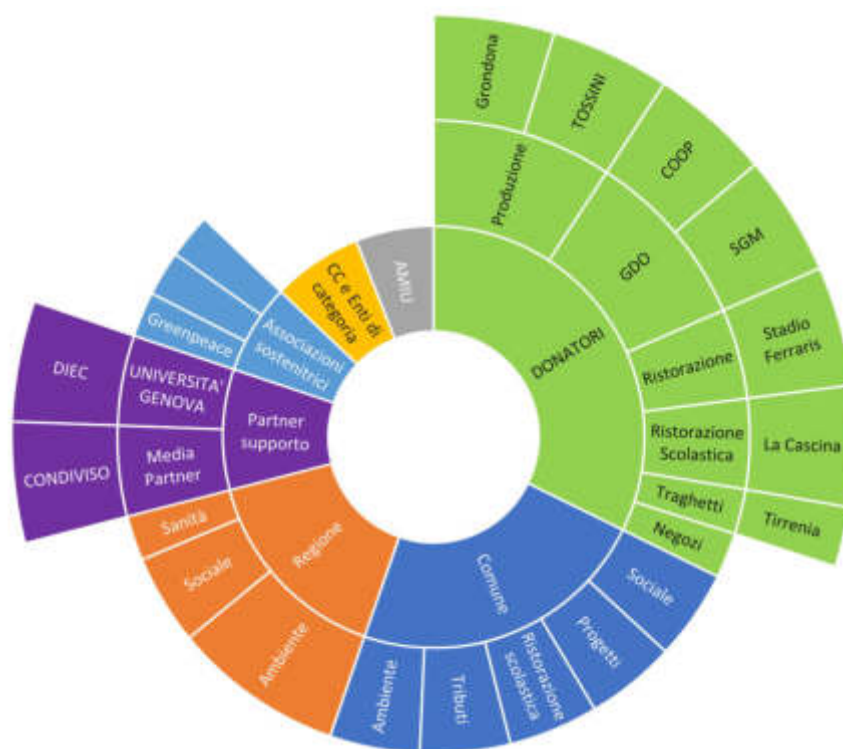 Grondona
TOSSINI
COOP
SGM
Stadio
Ferraris
La Cascina
Tirrenia
Produzione
GDO
Ristorazione
Ristorazione
Scolastica
Traghetti
Negozi
DONATORI
Comune
Sociale
Progetti
Ristorazione
scolastica
Tributi
Ambiente
Regione
Ambiente
Sociale
Sanità
Partner
supporto
Media
Partner
CONDIVISO
UNIVERSITA'
GENOVA
DIEC
Associazioni
sostenitrici
Greenpeace
CC e Enti di
categoria
AMIU